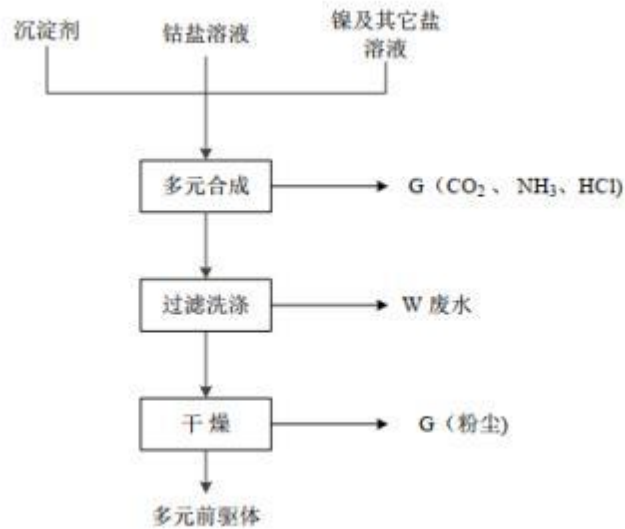 沉淀剂
钴盐溶液
镍及其它盐
溶液
多元合成
G（CO₂ 、 NH₃、HCl)
过滤洗涤
W 废水
干 燥
G（粉尘)
多元前驱体